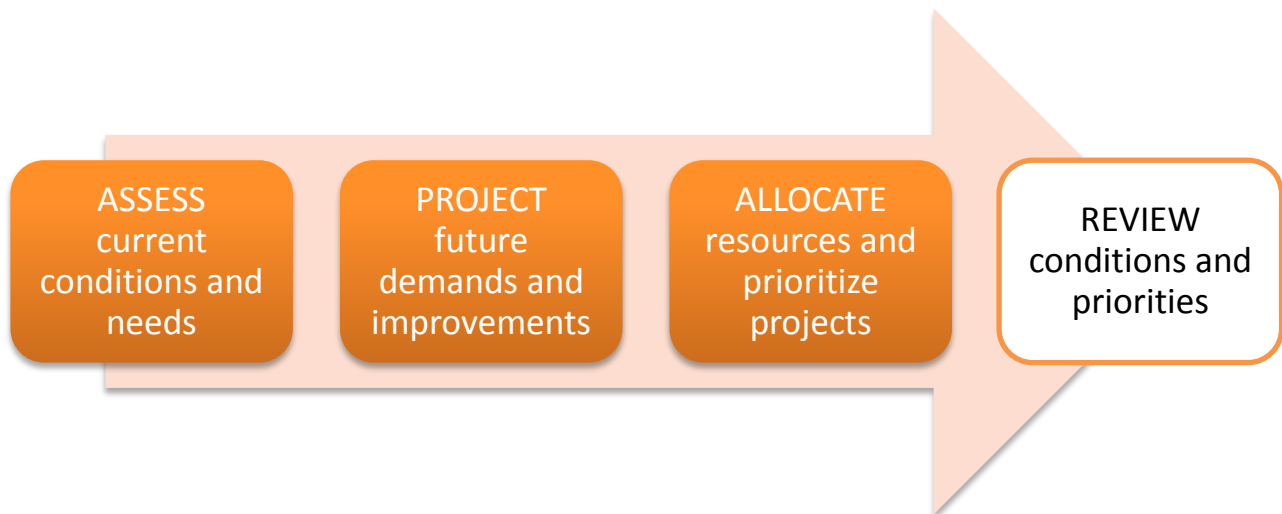 ASSESS
current
conditions and
needs
PROJECT
future
demands and
improvements
ALLOCATE
resources and
prioritize
projects
REVIEW
conditions and
priorities